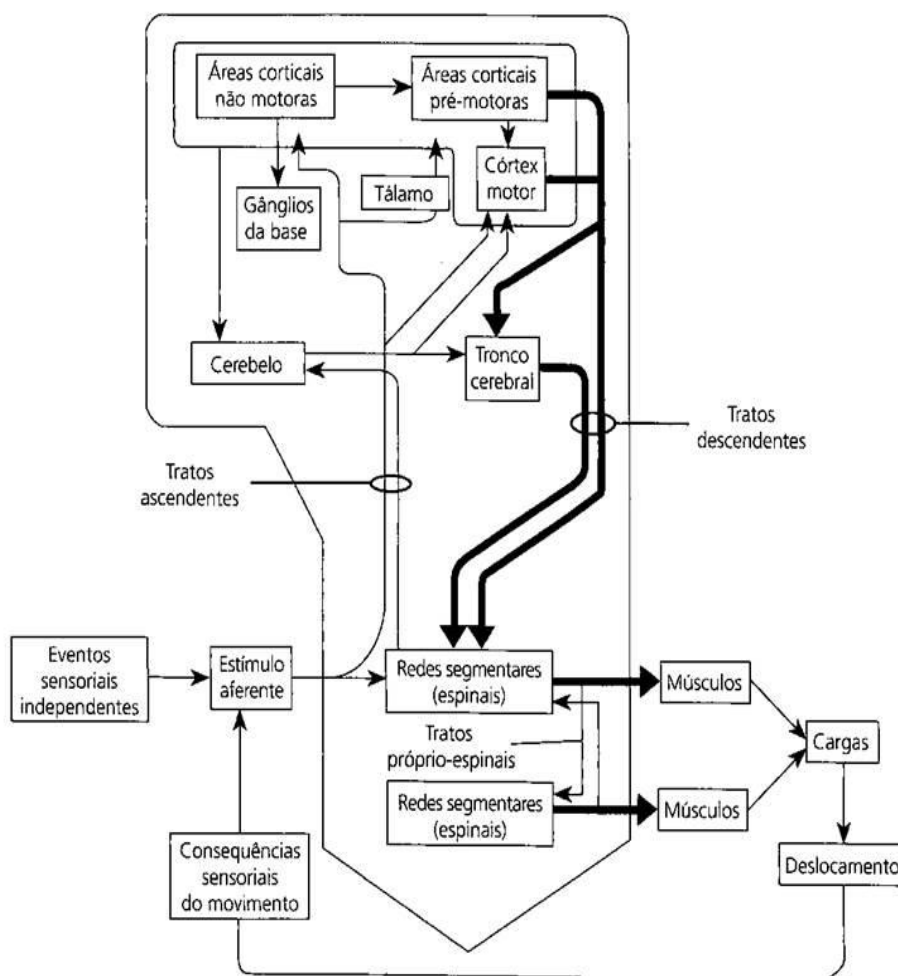 Áreas corticais
não motoras
Áreas corticais
pré-motoras
Córtex
motor
Tálamo
Gânglios
da base
Cerebelo
Tronco
cerebral
Tratos
descendentes
Tratos
ascendentes
Eventos
sensoriais
independentes
Estímulo
aferente
Redes segmentares
(espinais)
Músculos
Tratos
próprio-espinais
Cargas
Redes segmentares
(espinais)
Músculos
Consequências
sensoriais
do movimento
Deslocamento